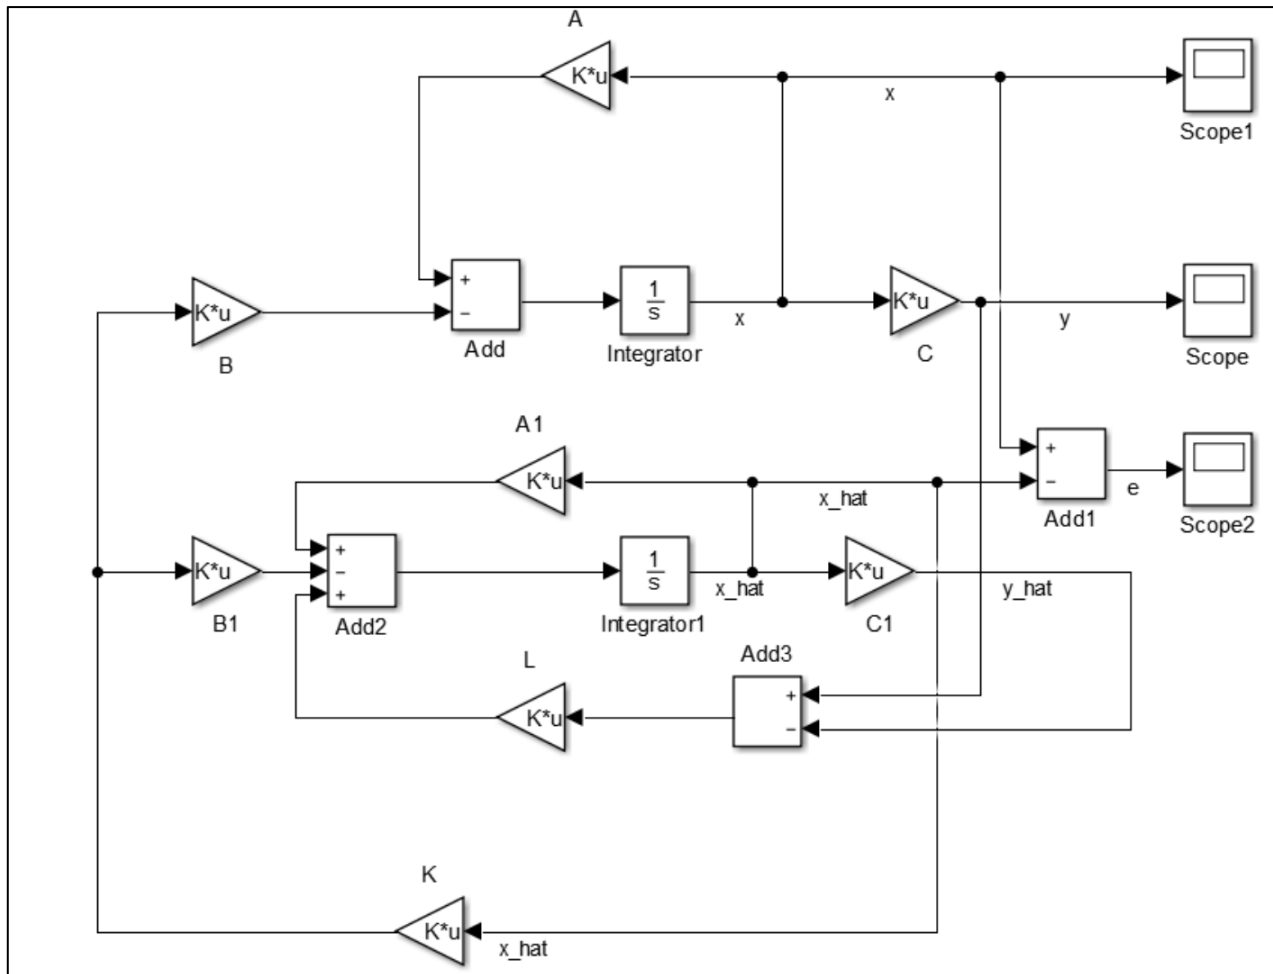 A
K*u
x
Scope1
K*u
B
+
−
Add
1
s
Integrator
x
K*u
C
y
Scope
A1
K*u
x_hat
+
−
Add1
e
Scope2
K*u
B1
+
−
+
Add2
1
s
Integrator1
x_hat
K*u
C1
y_hat
L
K*u
Add3
+
−
K
K*u
x_hat